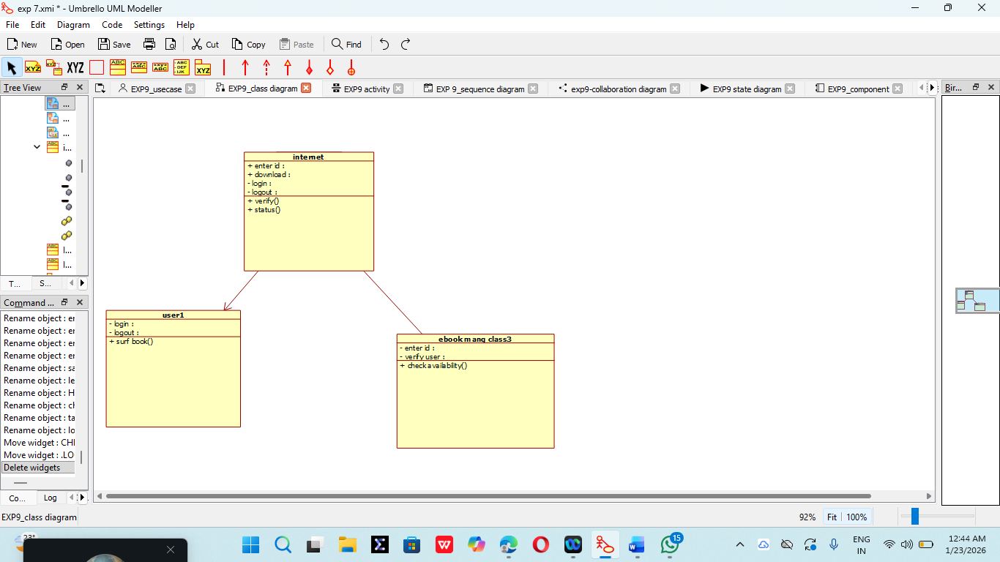 exp 7.xmi * - Umbrello UML Modeller
File Edit Diagram Code Settings Help
New Open Save Cut Copy Paste Find
XYZ XYZ XYZ ABC XYZ
Tree View
EXP9_usecase EXP9_class diagram EXP9 activity EXP 9_sequence diagram exp9-collaboration diagram EXP9 state diagram EXP9_component
Bir...
...
...
...
i...
l...
l...
T... S...
internet
+ enter id :
+ download :
- login :
- logout :
+ verify()
+ status()
user1
- login :
- logout :
+ surf book()
ebook mang class3
- enter id :
- verify user :
+ check availability()
Command ...
Rename object : er
Rename object : er
Rename object : er
Rename object : er
Rename object : sa
Rename object : le
Rename object : H
Rename object : cl
Rename object : ta
Rename object : lo
Move widget : CHI
Move widget : .LO
Delete widgets
Co... Log
EXP9_class diagram
92% Fit 100%
23°
15
ENG
IN
12:44 AM
1/23/2026